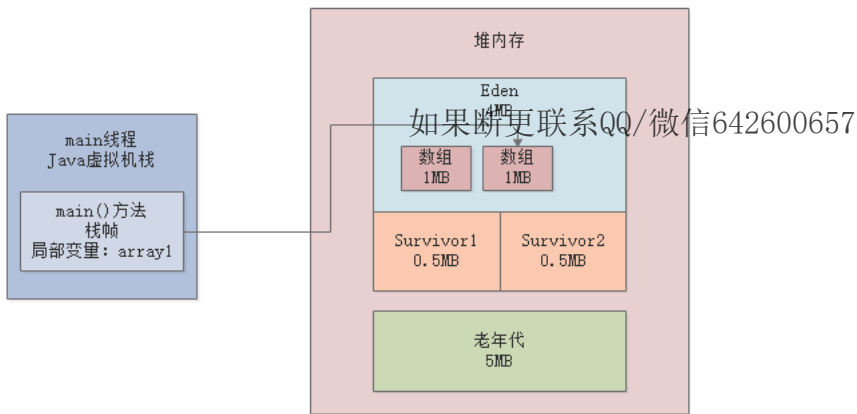 堆内存
Eden
4MB
如果断更联系QQ/微信642600657
main线程
Java虚拟机栈
数组
1MB
数组
1MB
main()方法
栈帧
局部变量: array1
Survivor1
0.5MB
Survivor2
0.5MB
老年代
5MB